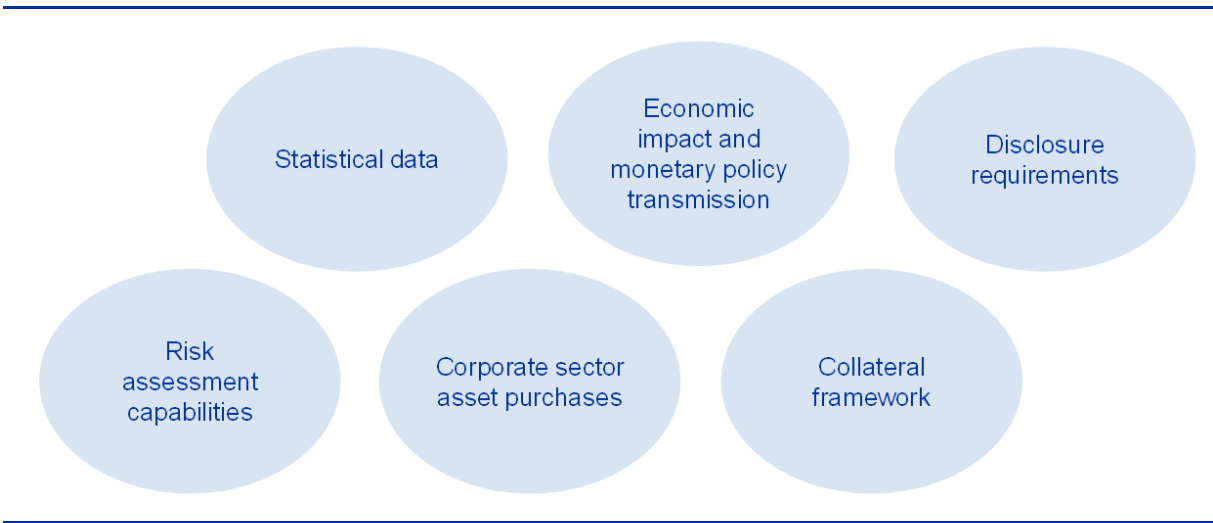 Statistical data
Economic
impact and
monetary policy
transmission
Disclosure
requirements
Risk
assessment
capabilities
Corporate sector
asset purchases
Collateral
framework